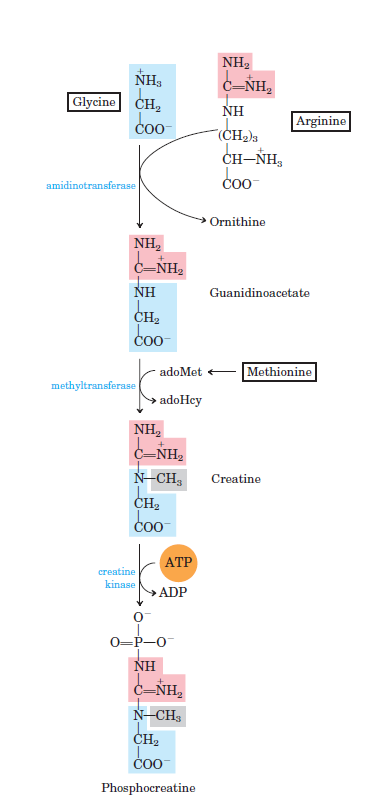 Glycine
+
NH₃
CH₂
COO⁻
NH₂
+
C=NH₂
NH
(CH₂)₃
+
CH—NH₃
COO⁻
Arginine
amidinotransferase
Ornithine
NH₂
+
C=NH₂
NH
CH₂
COO⁻
Guanidinoacetate
methyltransferase
adoMet
Methionine
adoHcy
NH₂
+
C=NH₂
N—CH₃
CH₂
COO⁻
Creatine
creatine
kinase
ATP
ADP
O⁻
O=P—O⁻
NH
+
C=NH₂
N—CH₃
CH₂
COO⁻
Phosphocreatine